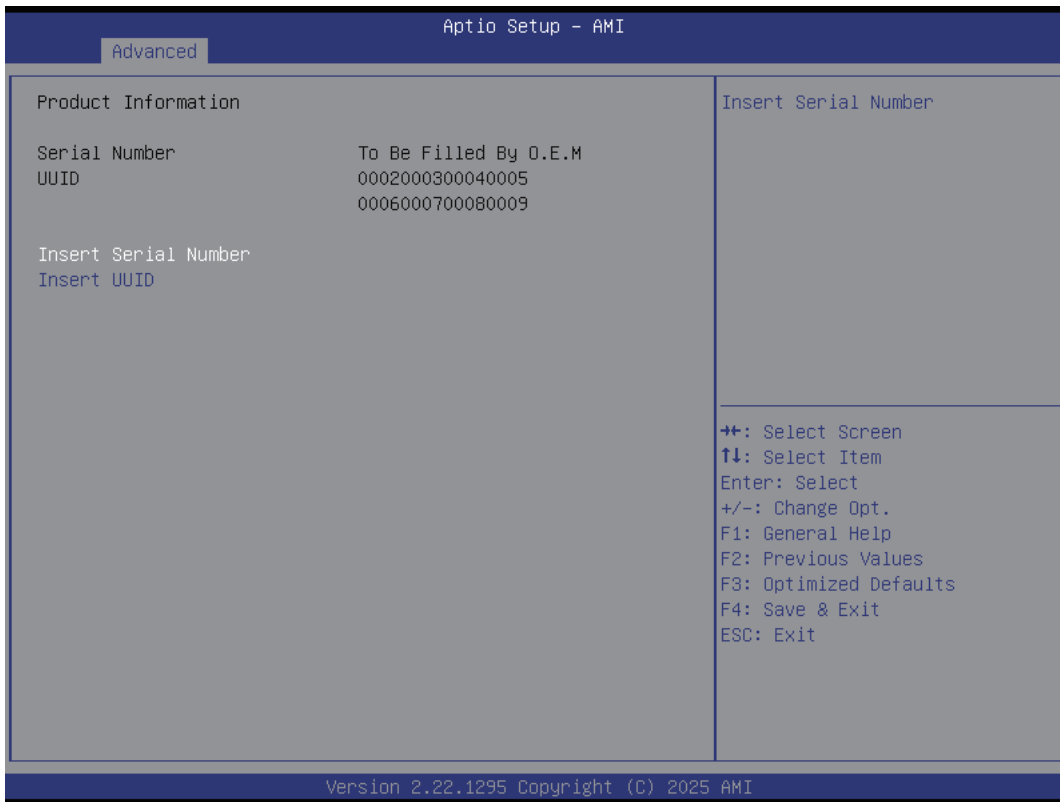 Aptio Setup – AMI
Advanced
Product Information
Serial Number To Be Filled By O.E.M
UUID 0002000300040005
0006000700080009
Insert Serial Number
Insert UUID
Insert Serial Number
→←: Select Screen
↑↓: Select Item
Enter: Select
+/-: Change Opt.
F1: General Help
F2: Previous Values
F3: Optimized Defaults
F4: Save & Exit
ESC: Exit
Version 2.22.1295 Copyright (C) 2025 AMI